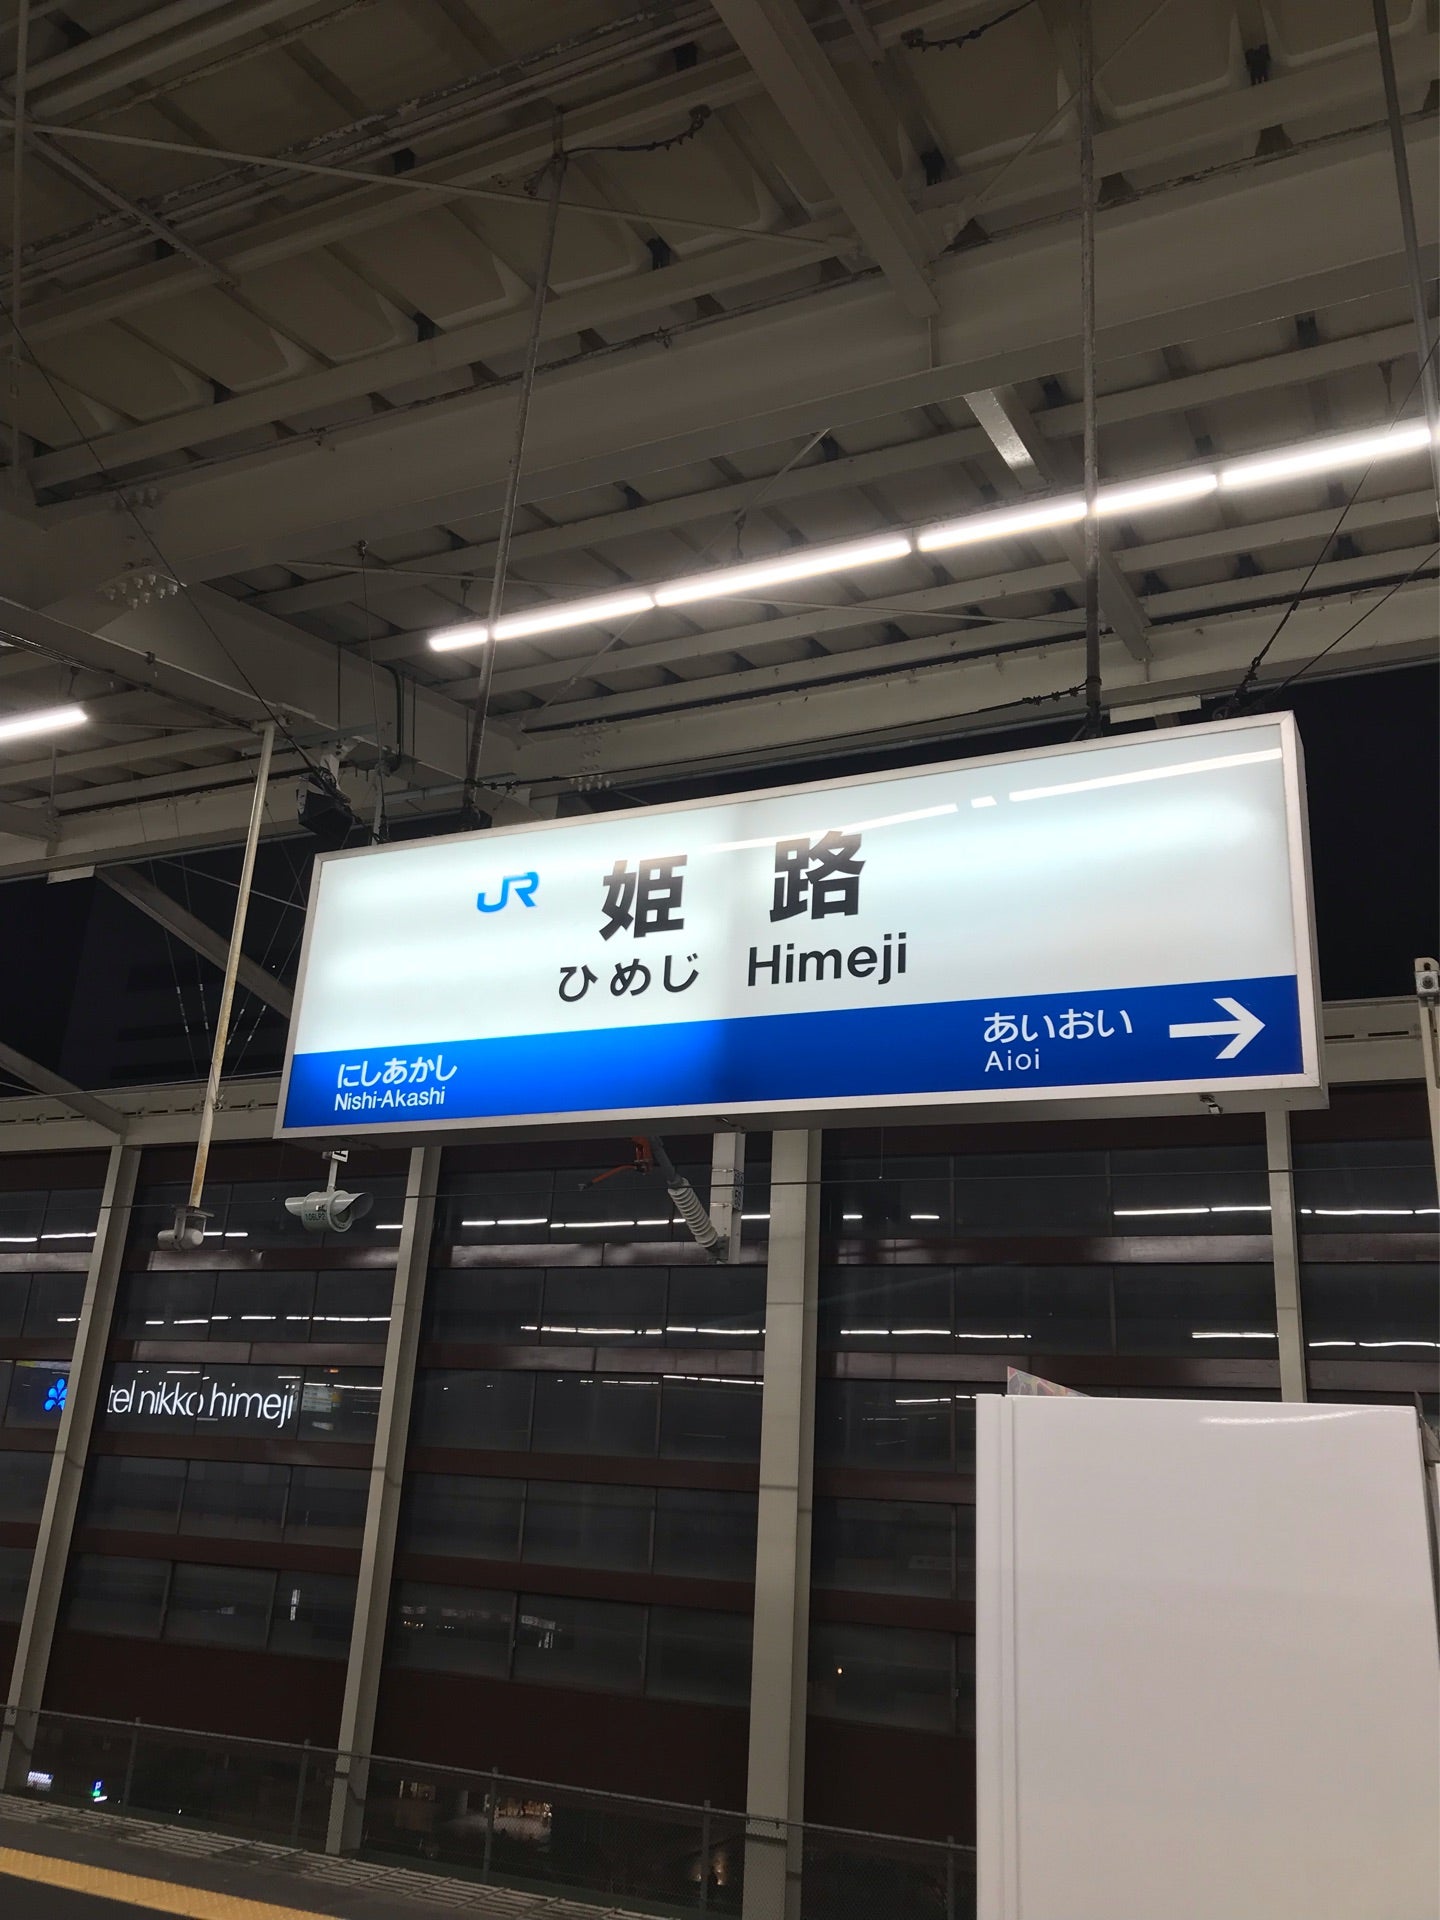 JR 姫路
ひめじ Himeji
にしあかし
Nishi-Akashi
あいおい →
Aioi
tel nikko himeji